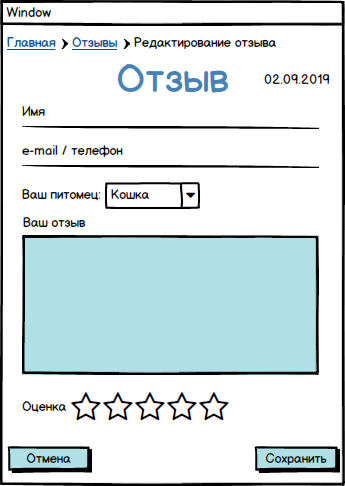 Window
Главная Отзывы Редактирование отзыва
Отзыв 02.09.2019
Имя
e-mail / телефон
Ваш питомец: Кошка
Ваш отзыв
Оценка
Отмена Сохранить